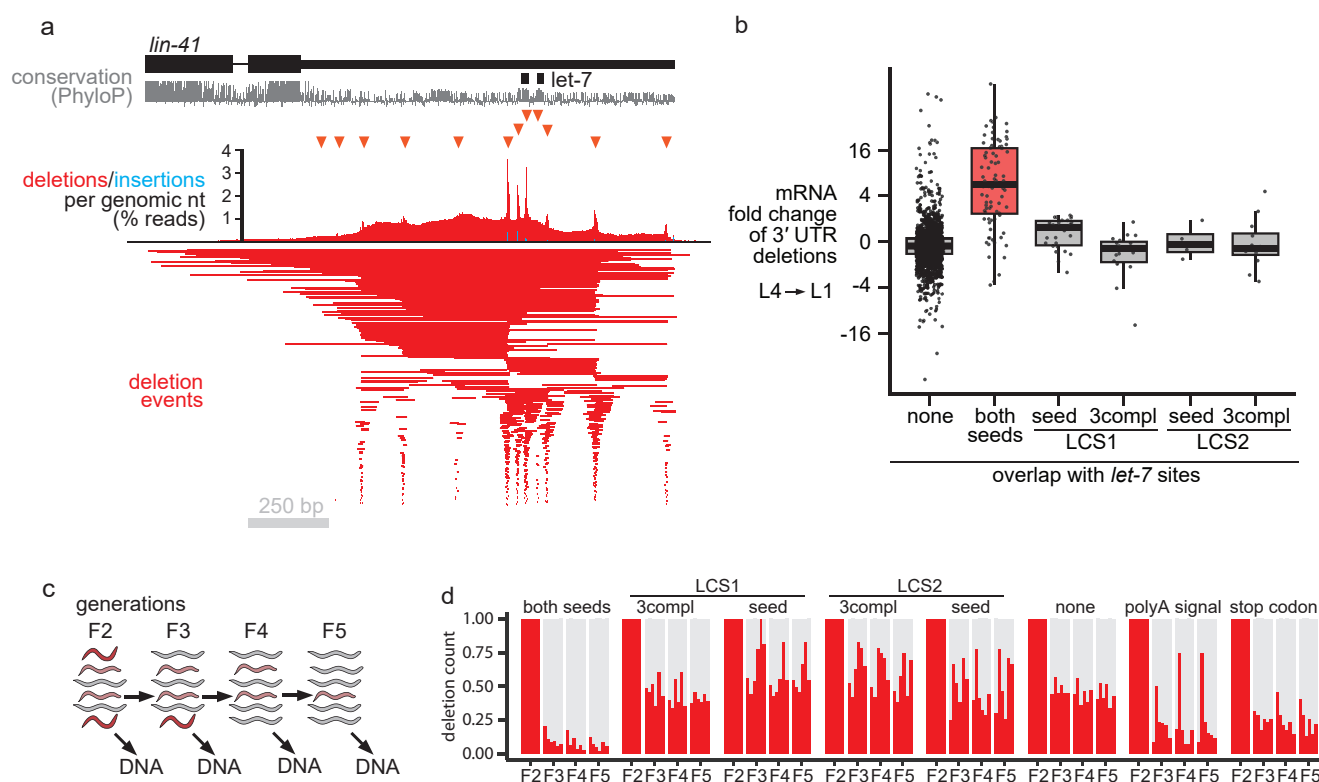 a
lin-41
conservation
(PhyloP)
let-7
deletions/insertions
per genomic nt
(% reads)
4
3
2
1
deletion
events
250 bp
b
mRNA
fold change
of 3′ UTR
deletions
L4 → L1
16
4
0
-4
-16
none
both
seeds
seed 3compl
seed 3compl
LCS1
LCS2
overlap with let-7 sites
c
generations
F2 F3 F4 F5
DNA DNA DNA DNA
d
LCS1
LCS2
both seeds
3compl
seed
3compl
seed
none
polyA signal
stop codon
deletion count
1.00
0.75
0.50
0.25
0.00
F2 F3 F4 F5
F2 F3 F4 F5
F2 F3 F4 F5
F2 F3 F4 F5
F2 F3 F4 F5
F2 F3 F4 F5
F2 F3 F4 F5
F2 F3 F4 F5